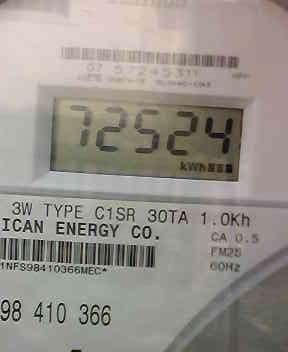 72524
kWh
3W TYPE C1SR 30TA 1.0Kh
ICAN ENERGY CO.
CA 0.5
FM2S
60Hz
1NFS98410366MEC*
98 410 366